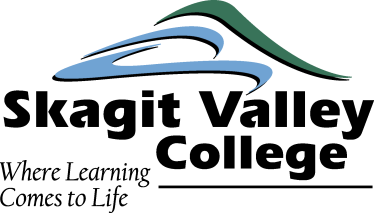 Skagit Valley
College
Where Learning
Comes to Life